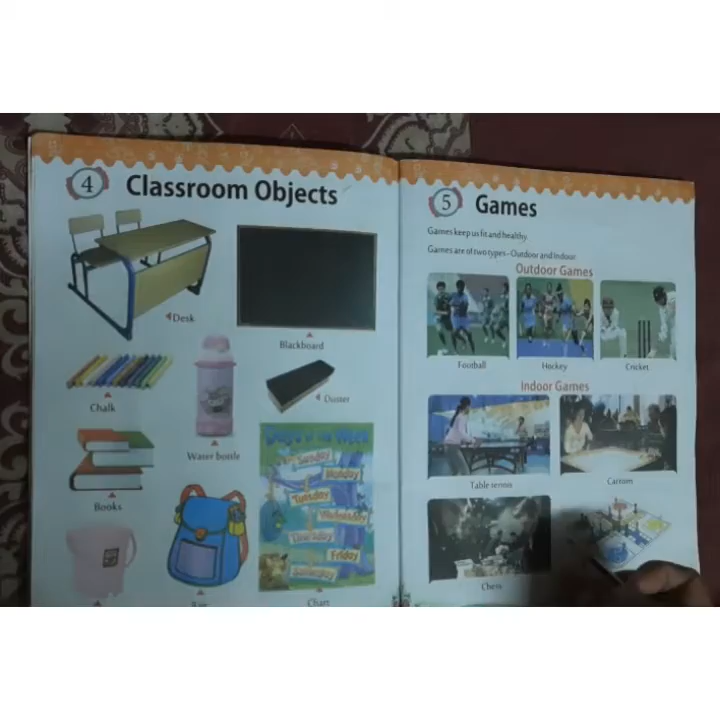 4
Classroom Objects
Desk
Blackboard
Chalk
Water bottle
Duster
Books
Days of the Week
Sunday
Monday
Tuesday
Wednesday
Thursday
Friday
Saturday
Chart
5
Games
Games keep us fit and healthy.
Games are of two types - Outdoor and Indoor.
Outdoor Games
Football
Hockey
Cricket
Indoor Games
Table tennis
Carrom
Chess